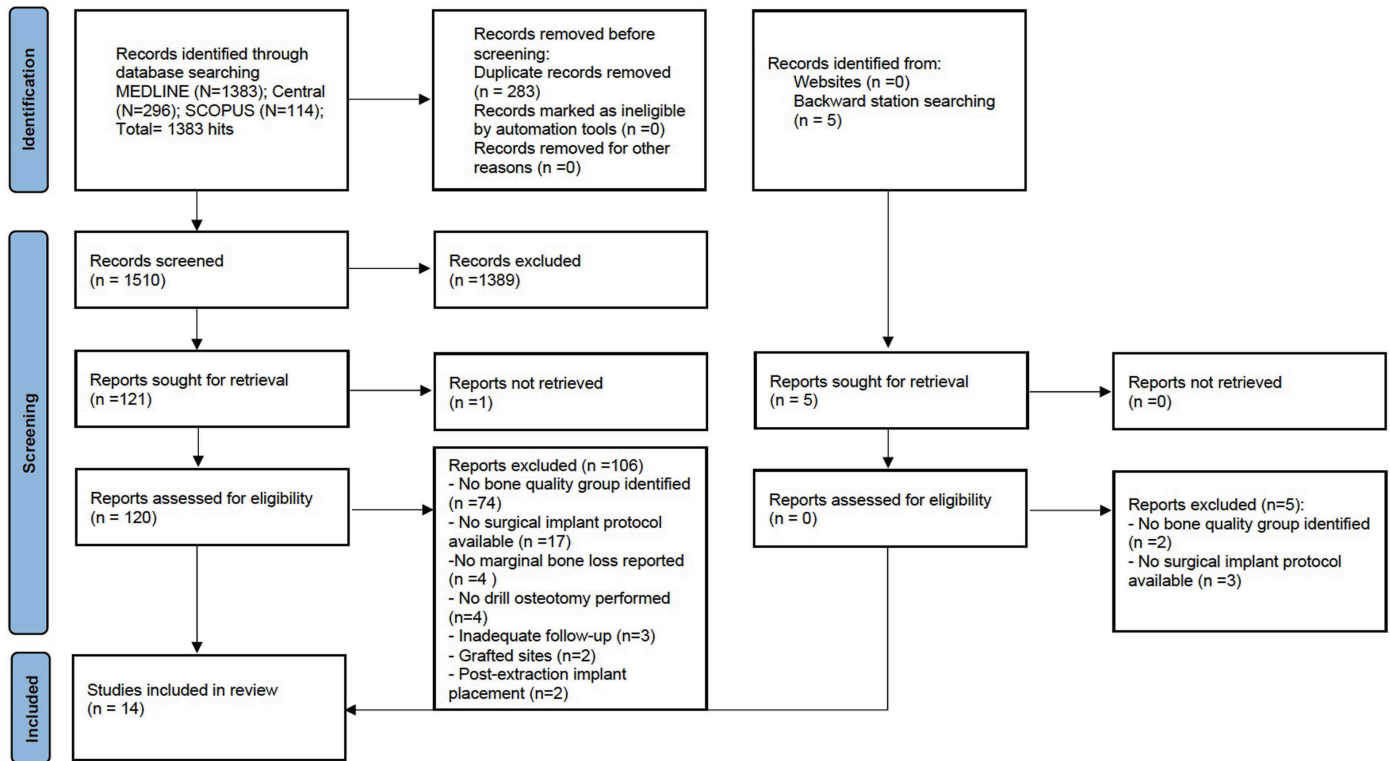 Identification
Records identified through
database searching
MEDLINE (N=1383); Central
(N=296); SCOPUS (N=114);
Total= 1383 hits
Records removed before
screening:
Duplicate records removed
(n = 283)
Records marked as ineligible
by automation tools (n =0)
Records removed for other
reasons (n =0)
Records identified from:
Websites (n =0)
Backward station searching
(n = 5)
Screening
Records screened
(n = 1510)
Records excluded
(n =1389)
Reports sought for retrieval
(n =121)
Reports not retrieved
(n =1)
Reports sought for retrieval
(n = 5)
Reports not retrieved
(n =0)
Reports assessed for eligibility
(n = 120)
Reports excluded (n =106)
- No bone quality group identified
(n =74)
- No surgical implant protocol
available (n =17)
-No marginal bone loss reported
(n =4 )
- No drill osteotomy performed
(n=4)
- Inadequate follow-up (n=3)
- Grafted sites (n=2)
- Post-extraction implant
placement (n=2)
Reports assessed for eligibility
(n = 0)
Reports excluded (n=5):
- No bone quality group identified
(n =2)
- No surgical implant protocol
available (n =3)
Included
Studies included in review
(n = 14)